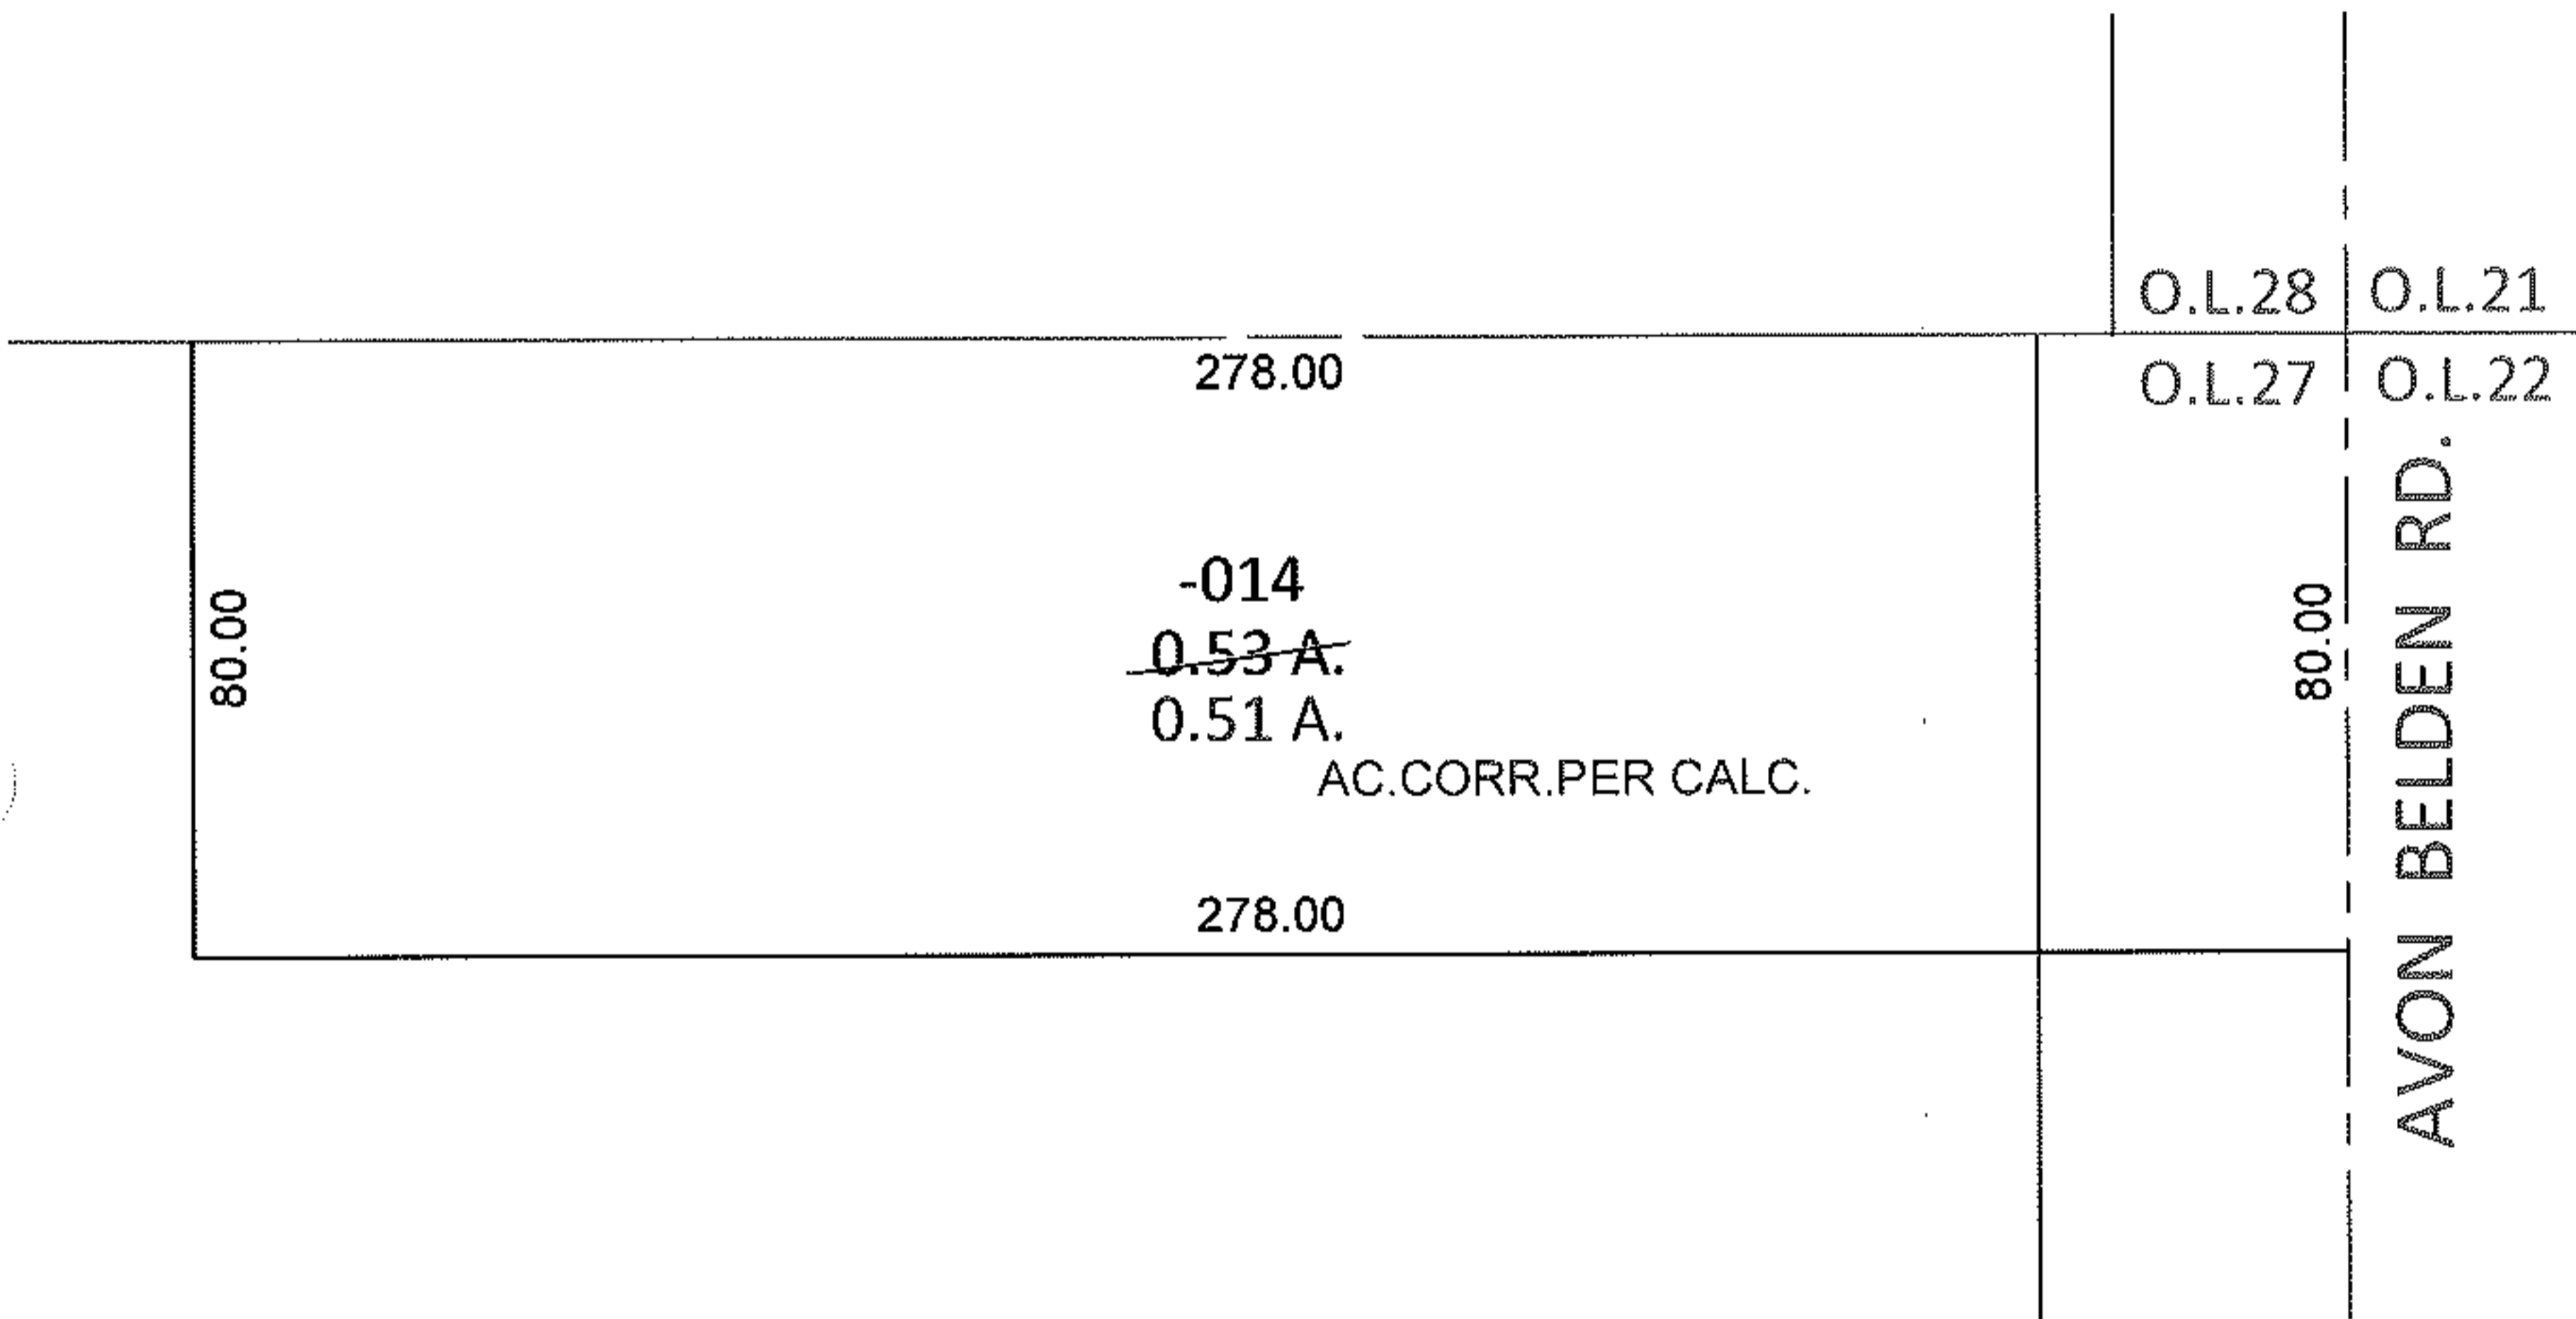 O.L.28 O.L.21
278.00
O.L.27 O.L.22
80.00
-014
0.53 A.
0.51 A.
AC.CORR.PER CALC.
278.00
80.00
AVON BELDEN RD.